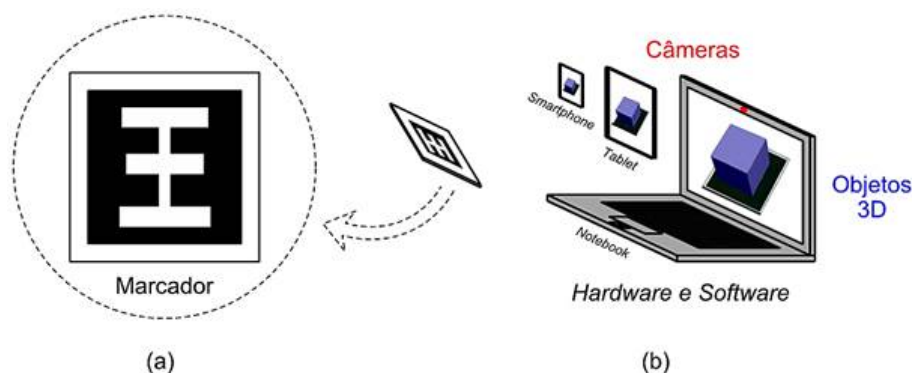 Marcador
(a)
Câmeras
Smartphone
Tablet
Notebook
Objetos
3D
Hardware e Software
(b)